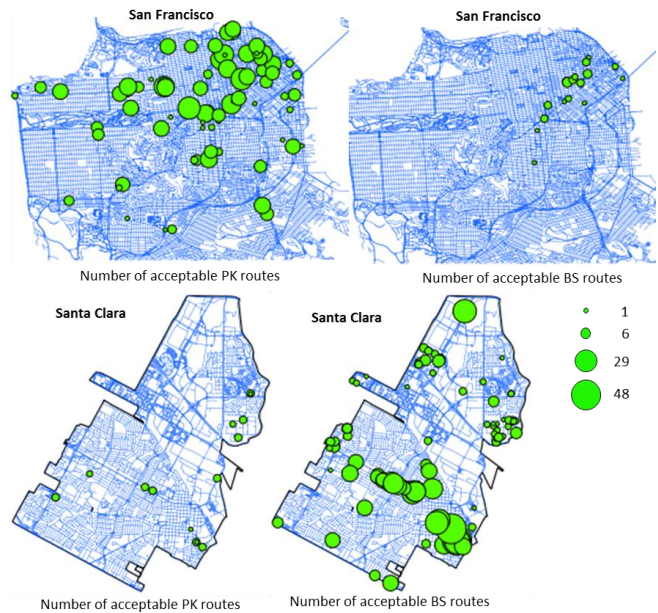 San Francisco
San Francisco
Number of acceptable PK routes
Number of acceptable BS routes
Santa Clara
Santa Clara
1
6
29
48
Number of acceptable PK routes
Number of acceptable BS routes